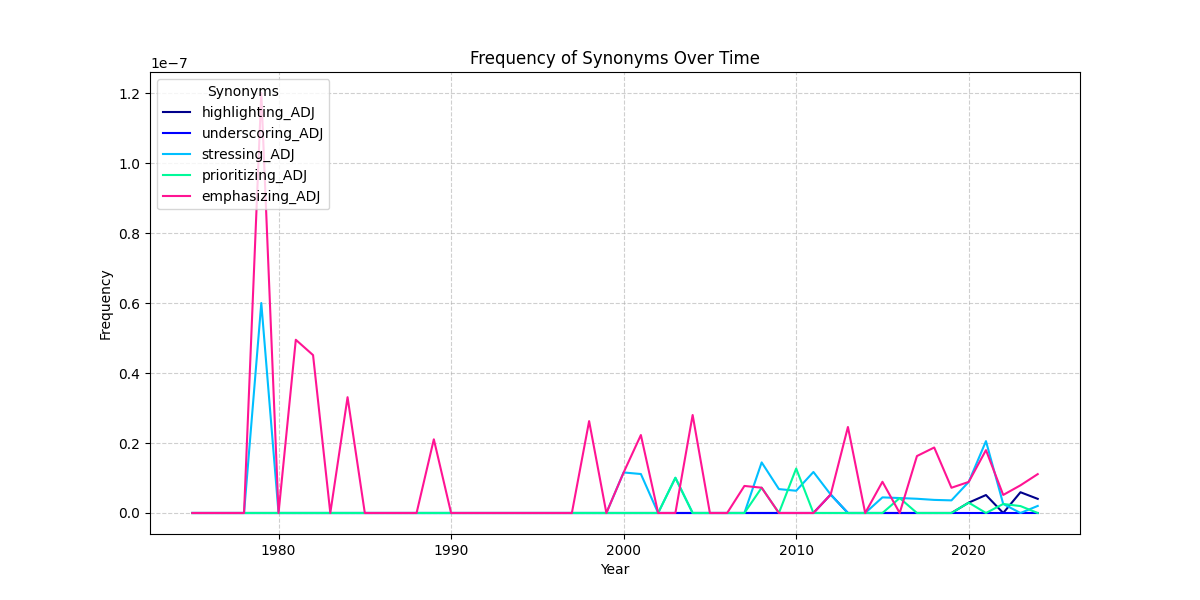 Frequency of Synonyms Over Time
1e−7
Synonyms
highlighting_ADJ
underscoring_ADJ
stressing_ADJ
prioritizing_ADJ
emphasizing_ADJ
Frequency
1.2
1.0
0.8
0.6
0.4
0.2
0.0
1980 1990 2000 2010 2020
Year